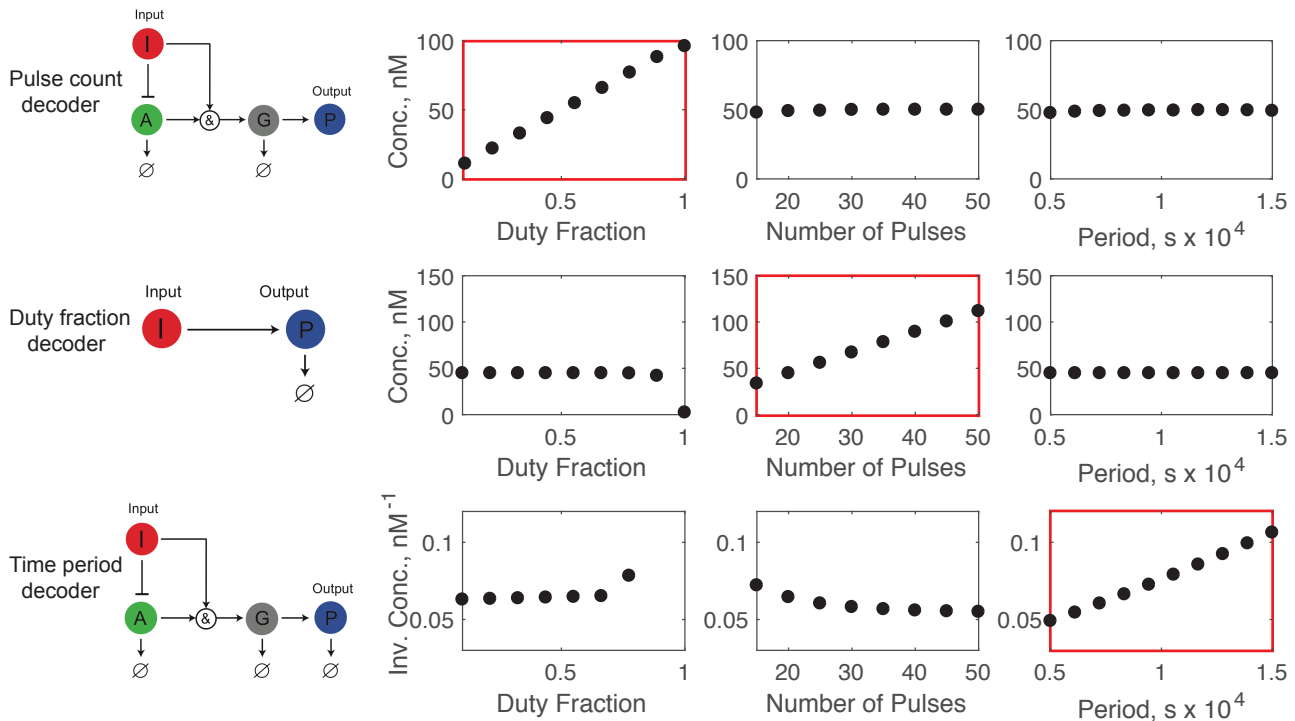 Input
I
Pulse count
decoder
A
&
G
Output
P
∅
∅
Conc., nM
100
50
0
0.5
1
Duty Fraction
100
50
0
20
30
40
50
Number of Pulses
100
50
0
0.5
1
1.5
Period, s x 10^4
Input
Output
Duty fraction
decoder
I
P
∅
Conc., nM
150
100
50
0
0.5
1
Duty Fraction
150
100
50
0
20
30
40
50
Number of Pulses
150
100
50
0
0.5
1
1.5
Period, s x 10^4
Input
I
Time period
decoder
A
&
G
Output
P
∅
∅
∅
Inv. Conc., nM^-1
0.1
0.05
0.5
1
Duty Fraction
0.1
0.05
20
30
40
50
Number of Pulses
0.1
0.05
0.5
1
1.5
Period, s x 10^4